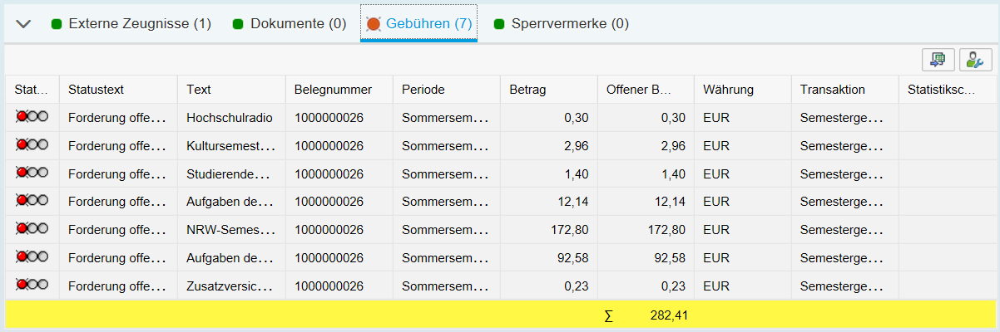 Externe Zeugnisse (1) Dokumente (0) Gebühren (7) Sperrvermerke (0)
Stat... Statustext Text Belegnummer Periode Betrag Offener B... Währung Transaktion Statistiksc...
Forderung offe... Hochschulradio 1000000026 Sommersem... 0,30 0,30 EUR Semesterge...
Forderung offe... Kultursemest... 1000000026 Sommersem... 2,96 2,96 EUR Semesterge...
Forderung offe... Studierende... 1000000026 Sommersem... 1,40 1,40 EUR Semesterge...
Forderung offe... Aufgaben de... 1000000026 Sommersem... 12,14 12,14 EUR Semesterge...
Forderung offe... NRW-Semes... 1000000026 Sommersem... 172,80 172,80 EUR Semesterge...
Forderung offe... Aufgaben de... 1000000026 Sommersem... 92,58 92,58 EUR Semesterge...
Forderung offe... Zusatzversic... 1000000026 Sommersem... 0,23 0,23 EUR Semesterge...
∑ 282,41